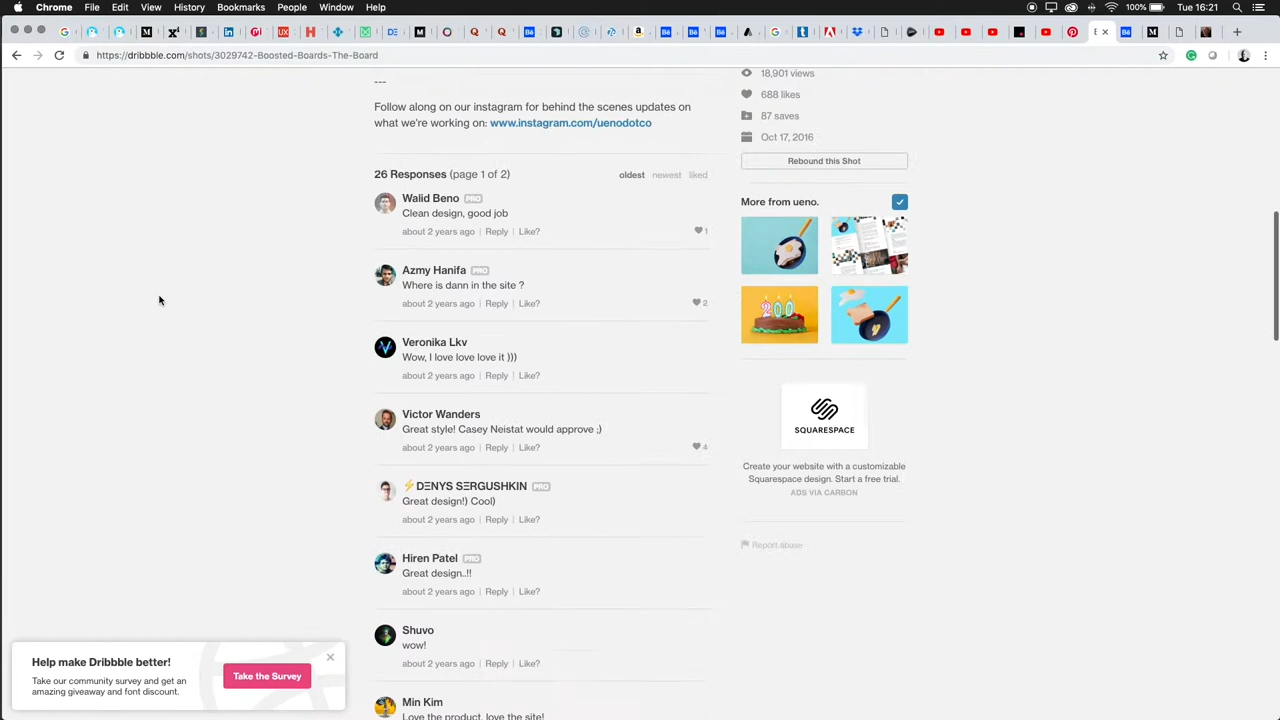 Chrome File Edit View History Bookmarks People Window Help
100% Tue 16:21
https://dribbble.com/shots/3029742-Boosted-Boards-The-Board
---
Follow along on our instagram for behind the scenes updates on
what we're working on: www.instagram.com/uenodotco
26 Responses (page 1 of 2)
oldest newest liked
Walid Beno PRO
Clean design, good job
about 2 years ago | Reply | Like?
1
Azmy Hanifa PRO
Where is dann in the site ?
about 2 years ago | Reply | Like?
2
Veronika Lkv
Wow, I love love love it )))
about 2 years ago | Reply | Like?
Victor Wanders
Great style! Casey Neistat would approve ;)
about 2 years ago | Reply | Like?
4
⚡DΞNYS SΞRGUSHKIN PRO
Great design!) Cool)
about 2 years ago | Reply | Like?
Hiren Patel PRO
Great design..!!
about 2 years ago | Reply | Like?
Shuvo
wow!
about 2 years ago | Reply | Like?
Min Kim
Love the product, love the site!
18,901 views
688 likes
87 saves
Oct 17, 2016
Rebound this Shot
More from ueno.
200
SQUARESPACE
Create your website with a customizable
Squarespace design. Start a free trial.
ADS VIA CARBON
Report abuse
Help make Dribbble better!
Take our community survey and get an
amazing giveaway and font discount.
Take the Survey